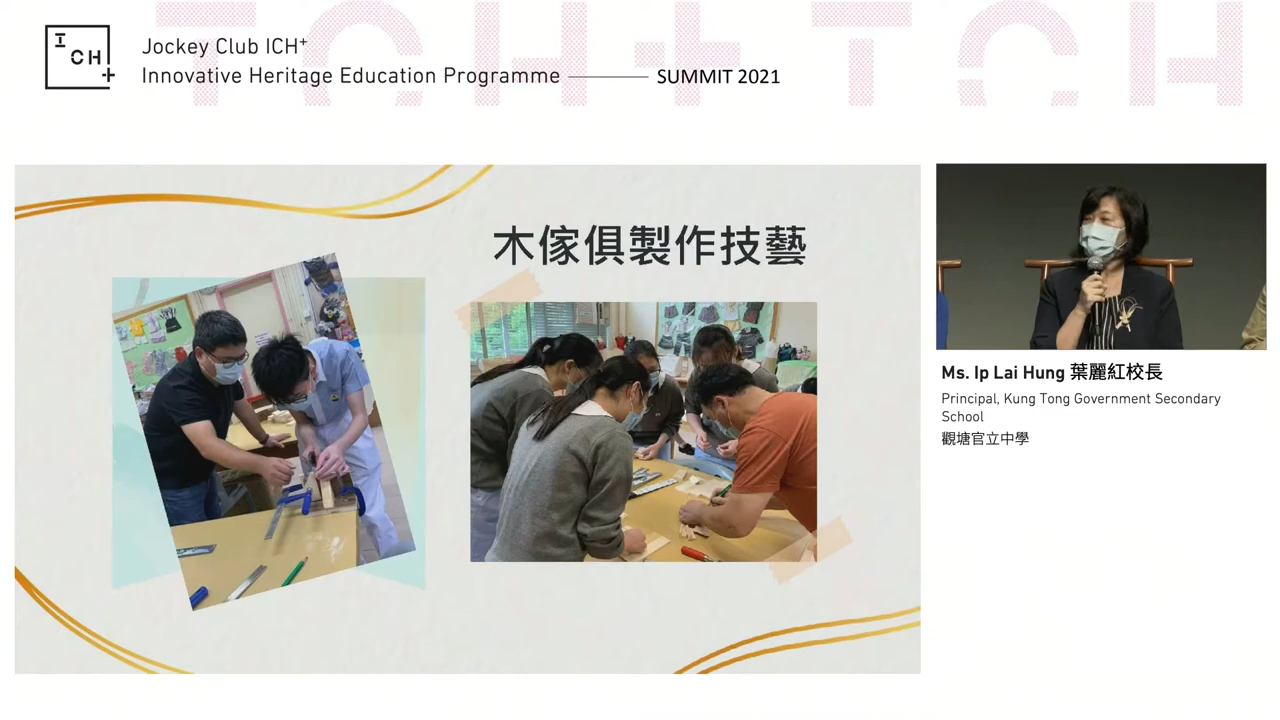 I
CH
+
Jockey Club ICH+
Innovative Heritage Education Programme
SUMMIT 2021
ICH+ ICH
木傢俱製作技藝
Ms. Ip Lai Hung 葉麗紅校長
Principal, Kung Tong Government Secondary
School
觀塘官立中學